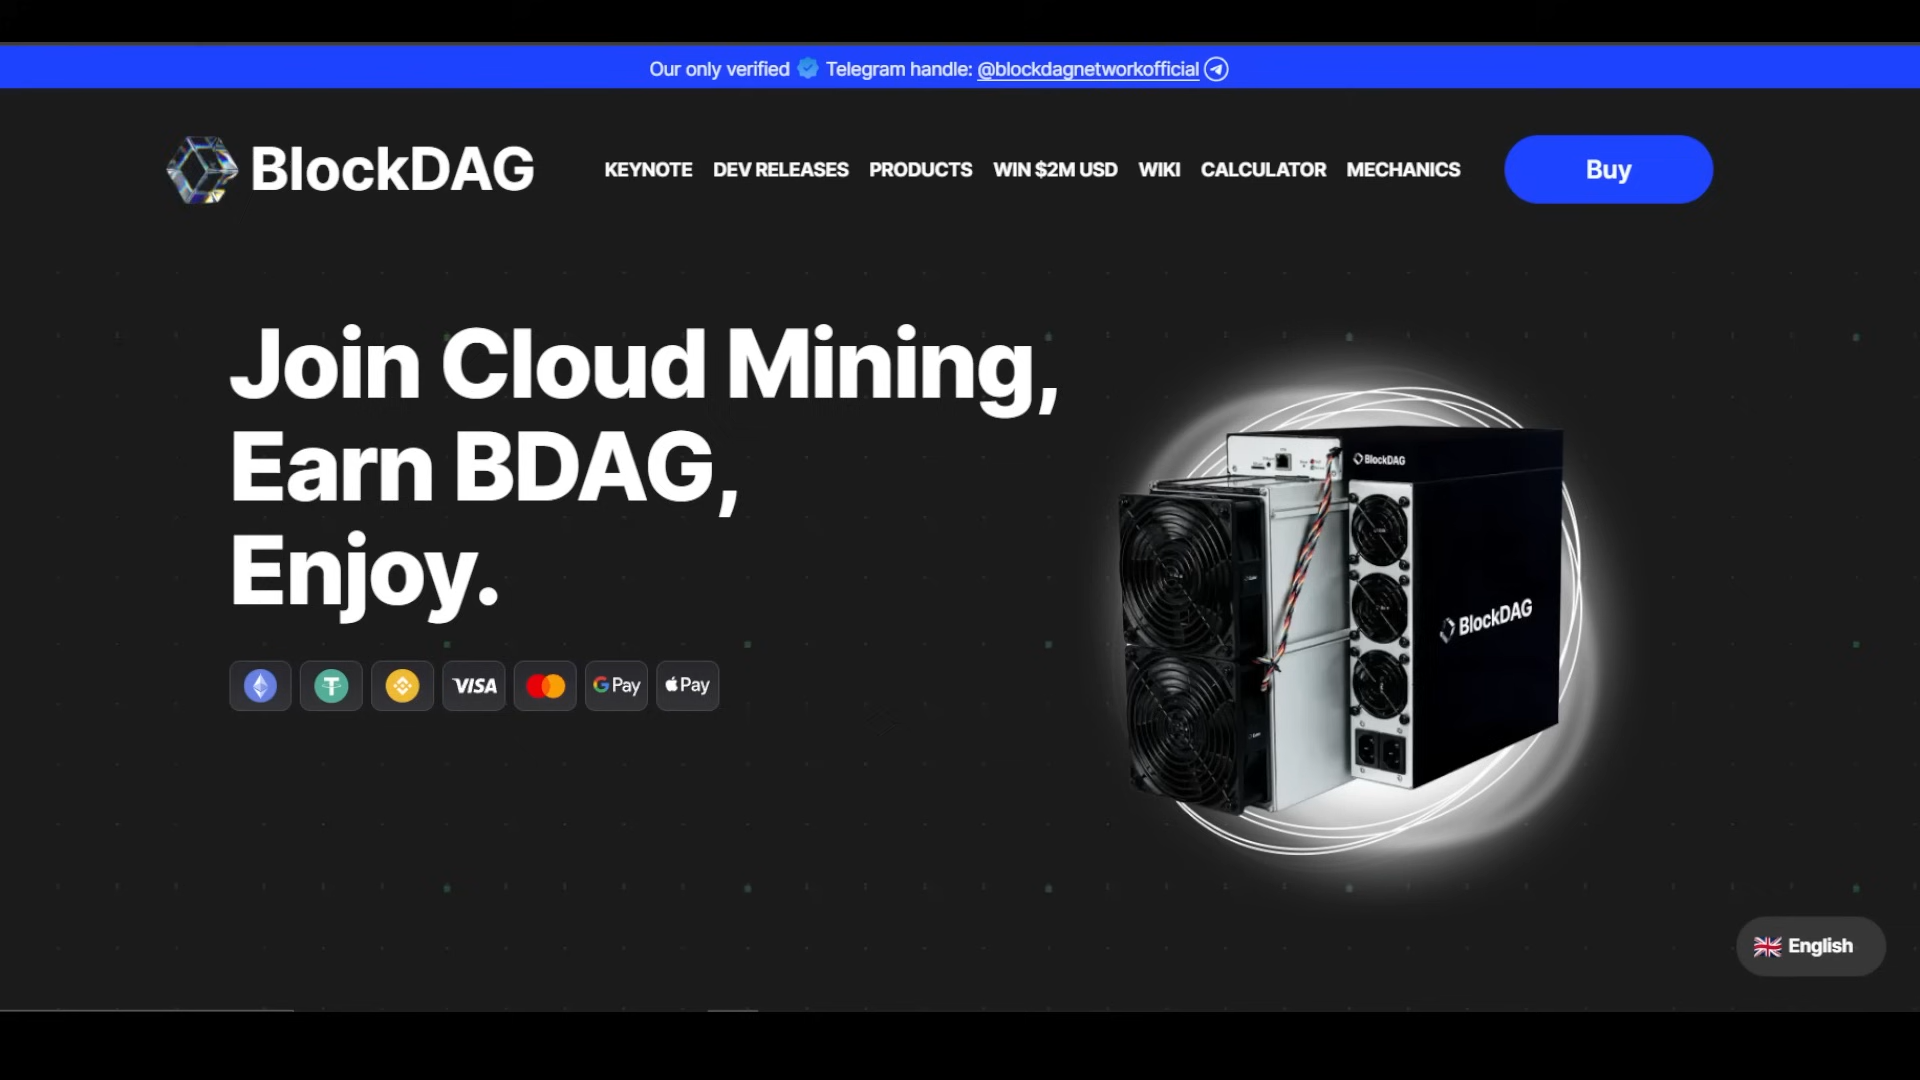 Our only verified Telegram handle: @blockdagnetworkofficial
BlockDAG
KEYNOTE DEV RELEASES PRODUCTS WIN $2M USD WIKI CALCULATOR MECHANICS
Buy
Join Cloud Mining,
Earn BDAG,
Enjoy.
VISA G Pay Pay
BlockDAG
BlockDAG
English